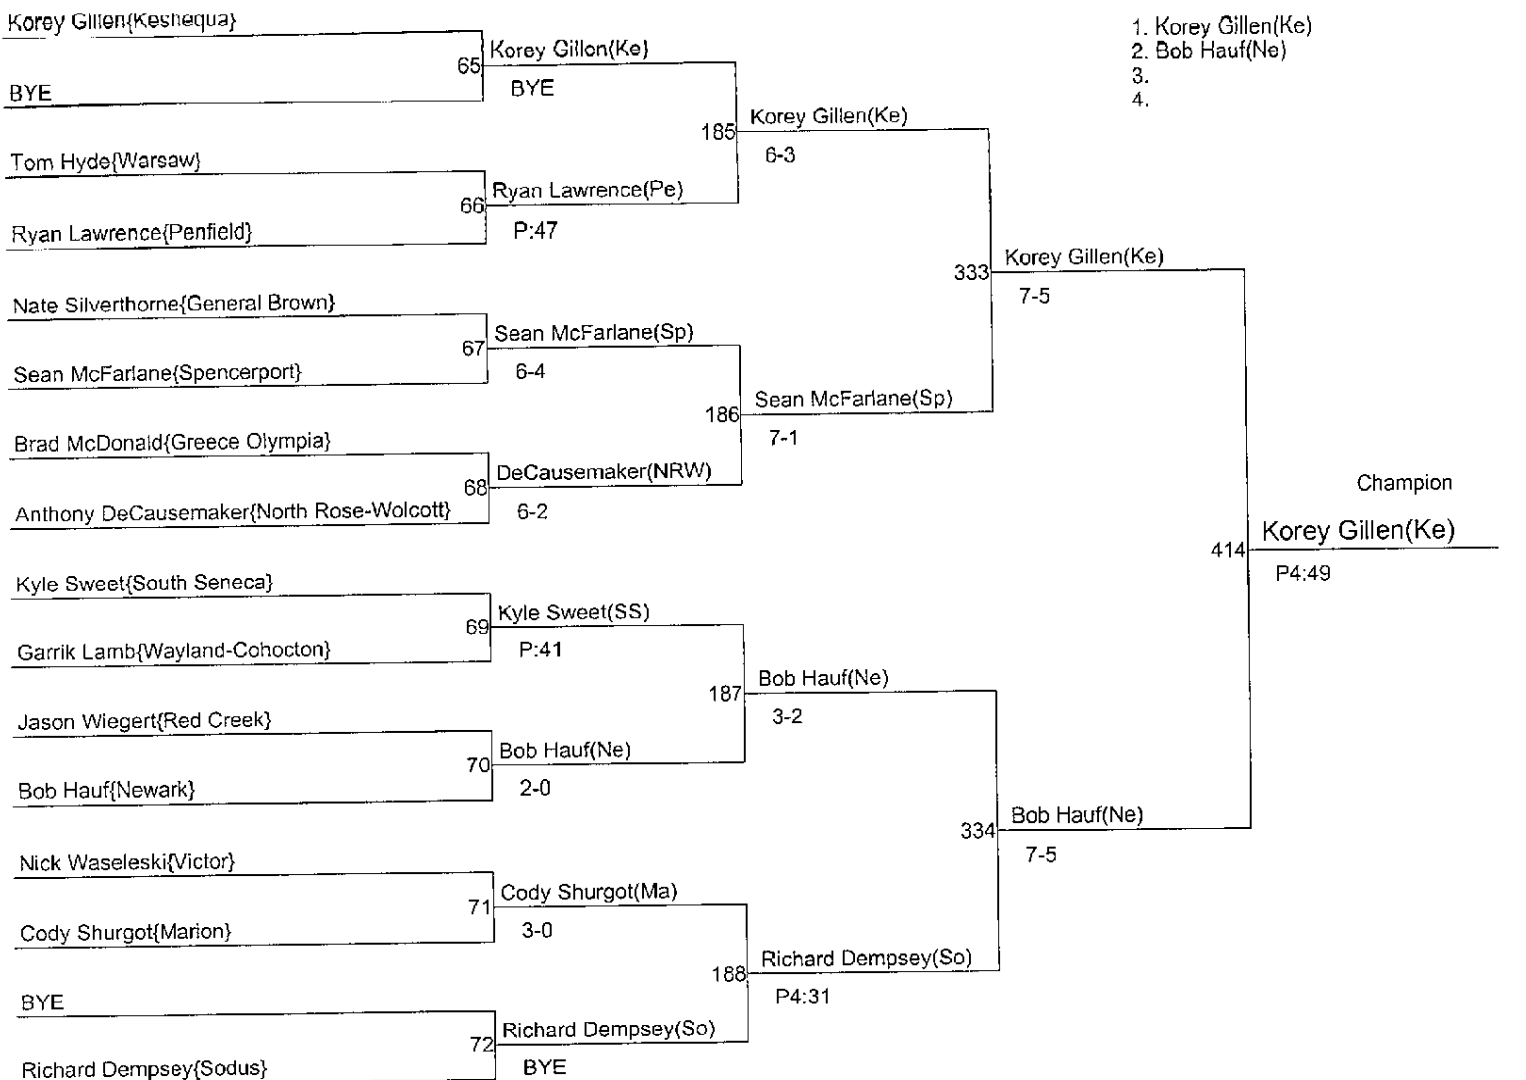 Korey Gillen{Keshequa}
BYE
Tom Hyde{Warsaw}
Ryan Lawrence{Penfield}
Nate Silverthorne{General Brown}
Sean McFarlane{Spencerport}
Brad McDonald{Greece Olympia}
Anthony DeCausemaker{North Rose-Wolcott}
Kyle Sweet{South Seneca}
Garrik Lamb{Wayland-Cohocton}
Jason Wiegert{Red Creek}
Bob Hauf{Newark}
Nick Waseleski{Victor}
Cody Shurgot{Marion}
BYE
Richard Dempsey{Sodus}
65 Korey Gillen(Ke)
BYE
66 Ryan Lawrence(Pe)
P:47
67 Sean McFarlane(Sp)
6-4
68 DeCausemaker(NRW)
6-2
69 Kyle Sweet(SS)
P:41
70 Bob Hauf(Ne)
2-0
71 Cody Shurgot(Ma)
3-0
72 Richard Dempsey(So)
BYE
185 Korey Gillen(Ke)
6-3
186 Sean McFarlane(Sp)
7-1
187 Bob Hauf(Ne)
3-2
188 Richard Dempsey(So)
P4:31
333 Korey Gillen(Ke)
7-5
334 Bob Hauf(Ne)
7-5
Champion
414 Korey Gillen(Ke)
P4:49
1. Korey Gillen(Ke)
2. Bob Hauf(Ne)
3.
4.